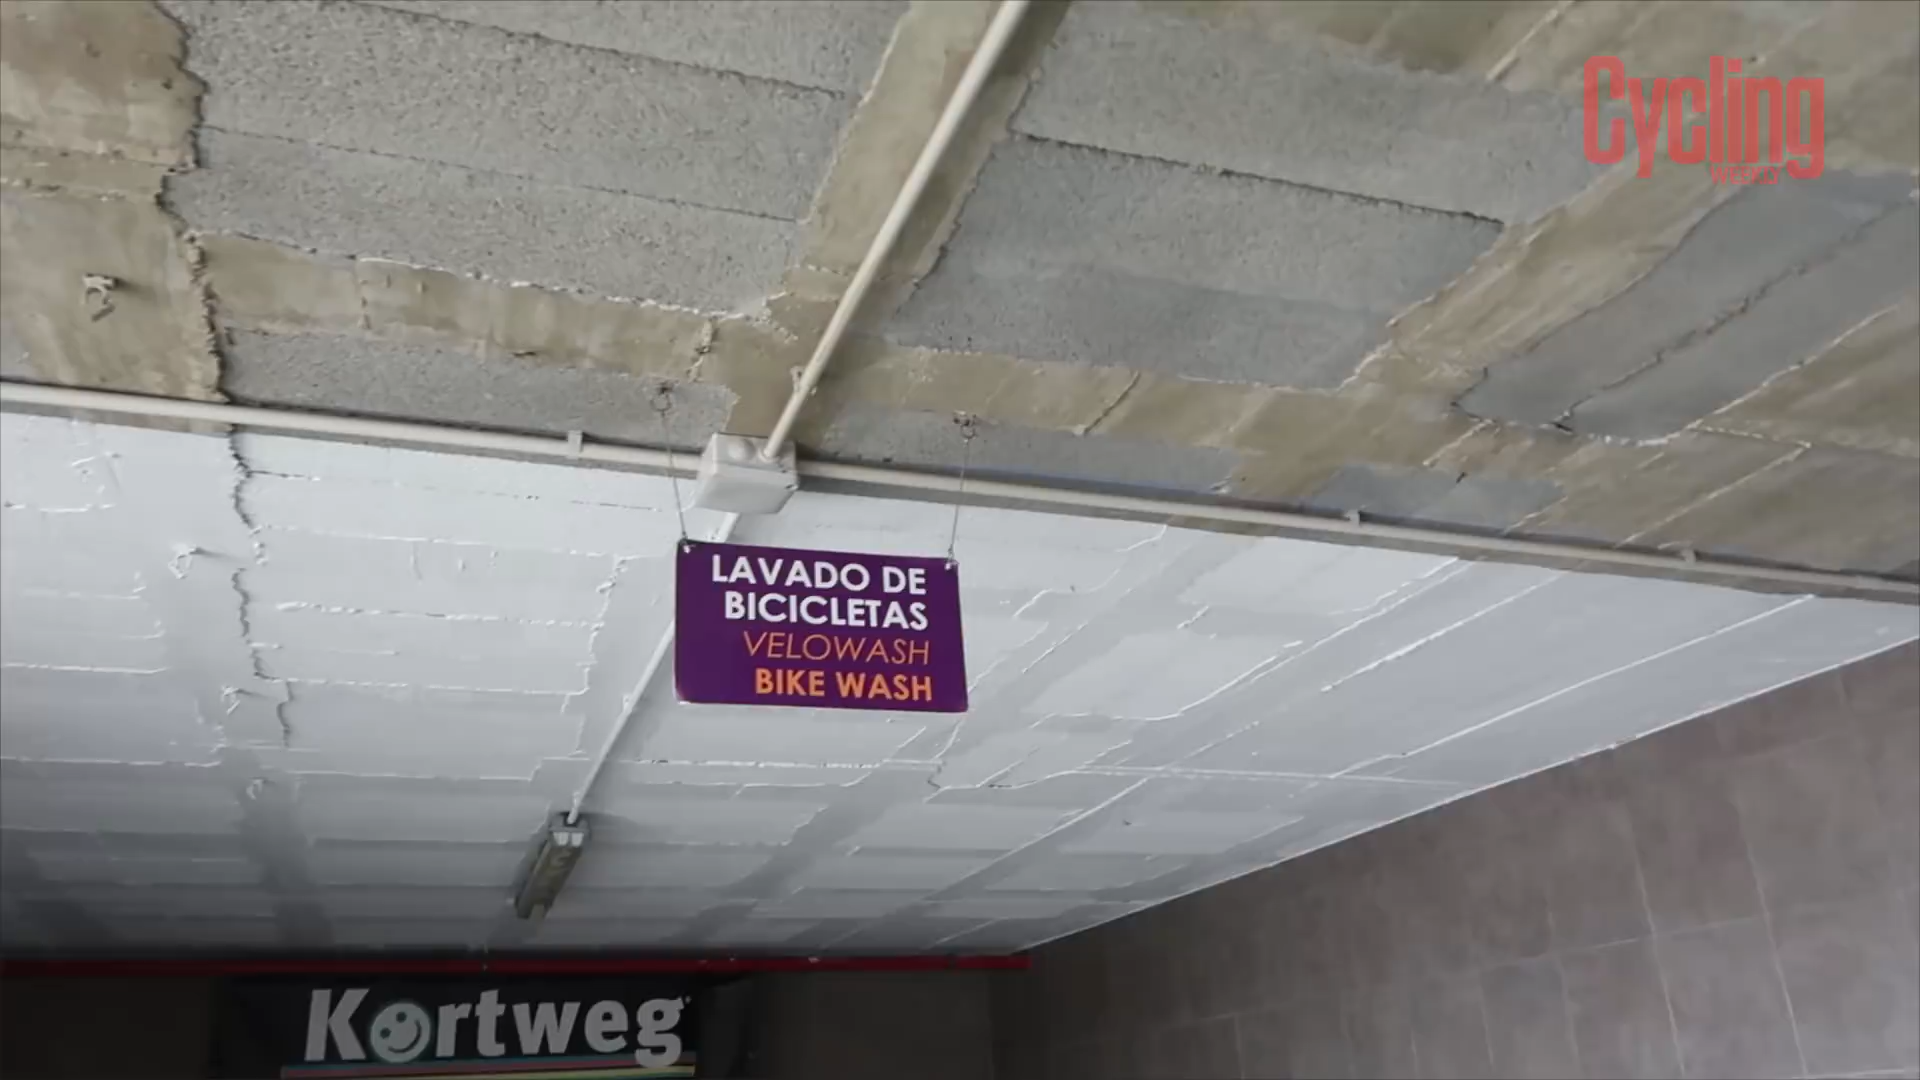 Cycling
WEEKLY
LAVADO DE
BICICLETAS
VELOWASH
BIKE WASH
Kortweg